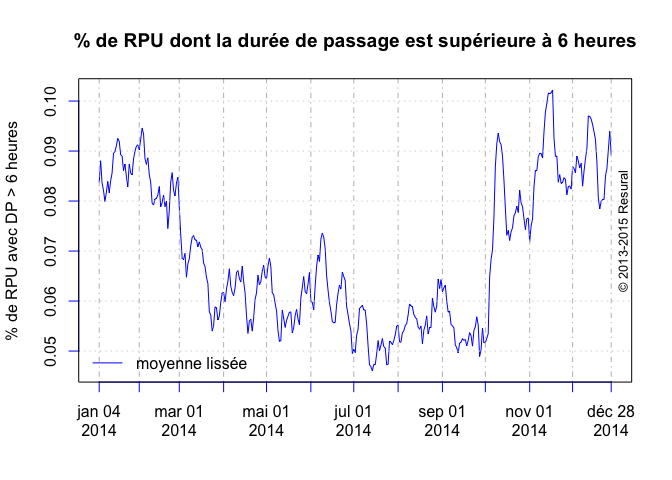 % de RPU dont la durée de passage est supérieure à 6 heures
% de RPU avec DP > 6 heures
0.10
0.09
0.08
0.07
0.06
0.05
moyenne lissée
© 2013-2015 Resural
jan 04 mar 01 mai 01 jul 01 sep 01 nov 01 déc 28
2014 2014 2014 2014 2014 2014 2014